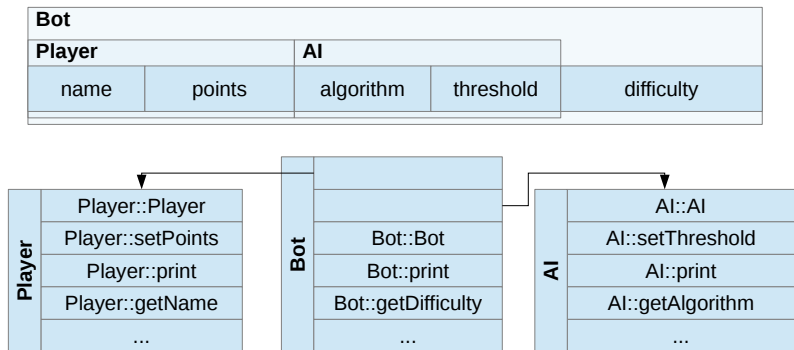 Bot
Player AI
name points algorithm threshold difficulty
Player
Player::Player
Player::setPoints
Player::print
Player::getName
...
Bot
Bot::Bot
Bot::print
Bot::getDifficulty
...
AI
AI::AI
AI::setThreshold
AI::print
AI::getAlgorithm
...